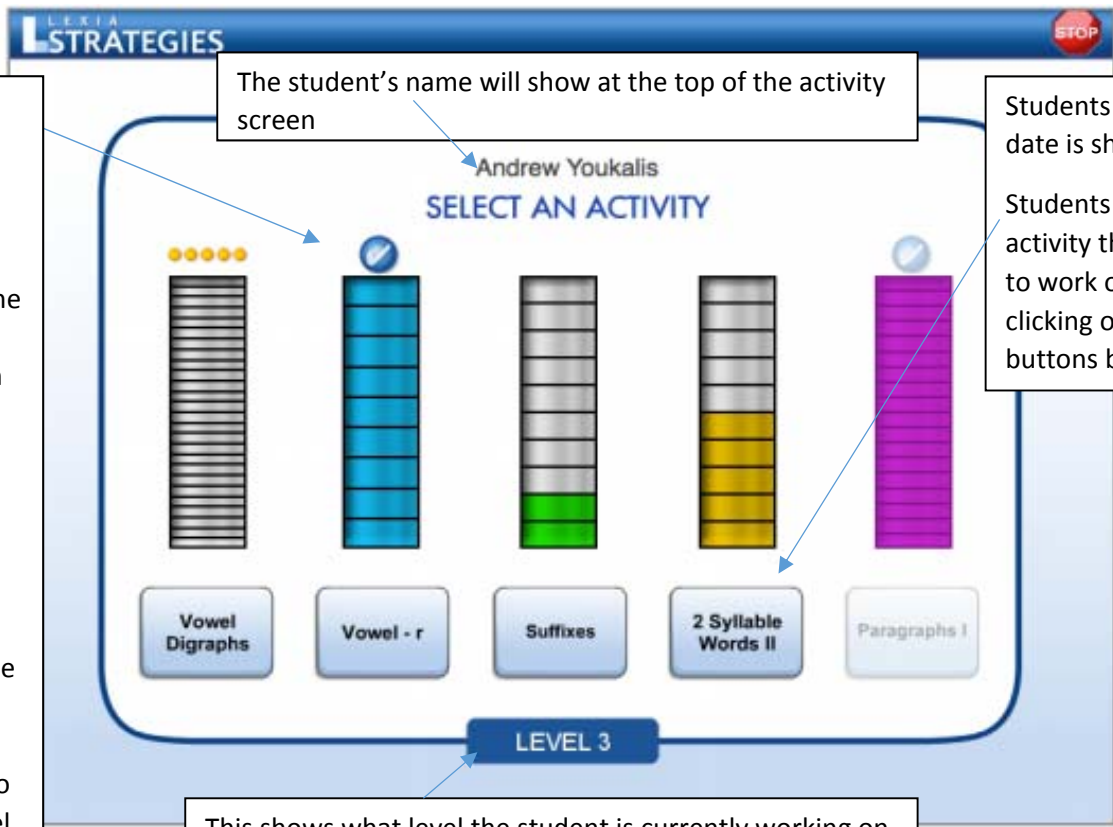 LEXIA
STRATEGIES
STOP
The student's name will show at the top of the activity
screen
Students
date is
Students
activity
to work
clicking
buttons
Andrew Youkalis
SELECT AN ACTIVITY
Vowel
Digraphs
Vowel - r
Suffixes
2 Syllable
Words II
Paragraphs I
LEVEL 3
This shows what level the student is currently working on